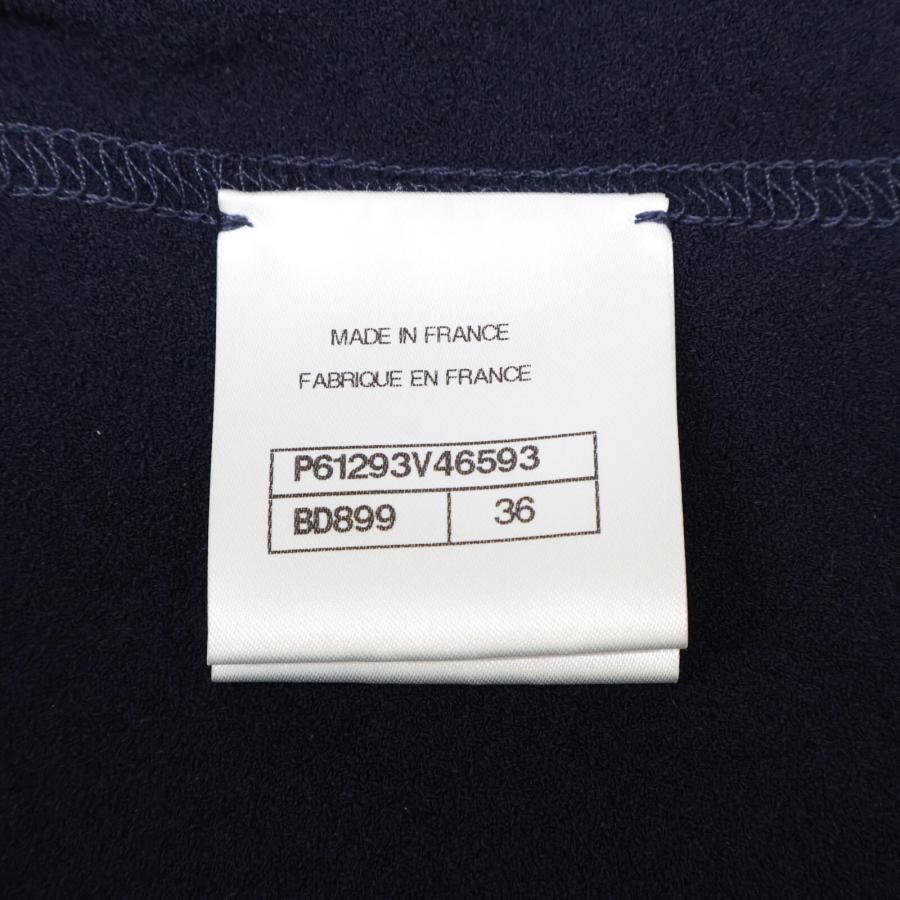 MADE IN FRANCE
FABRIQUE EN FRANCE
P61293V46593
BD899 36